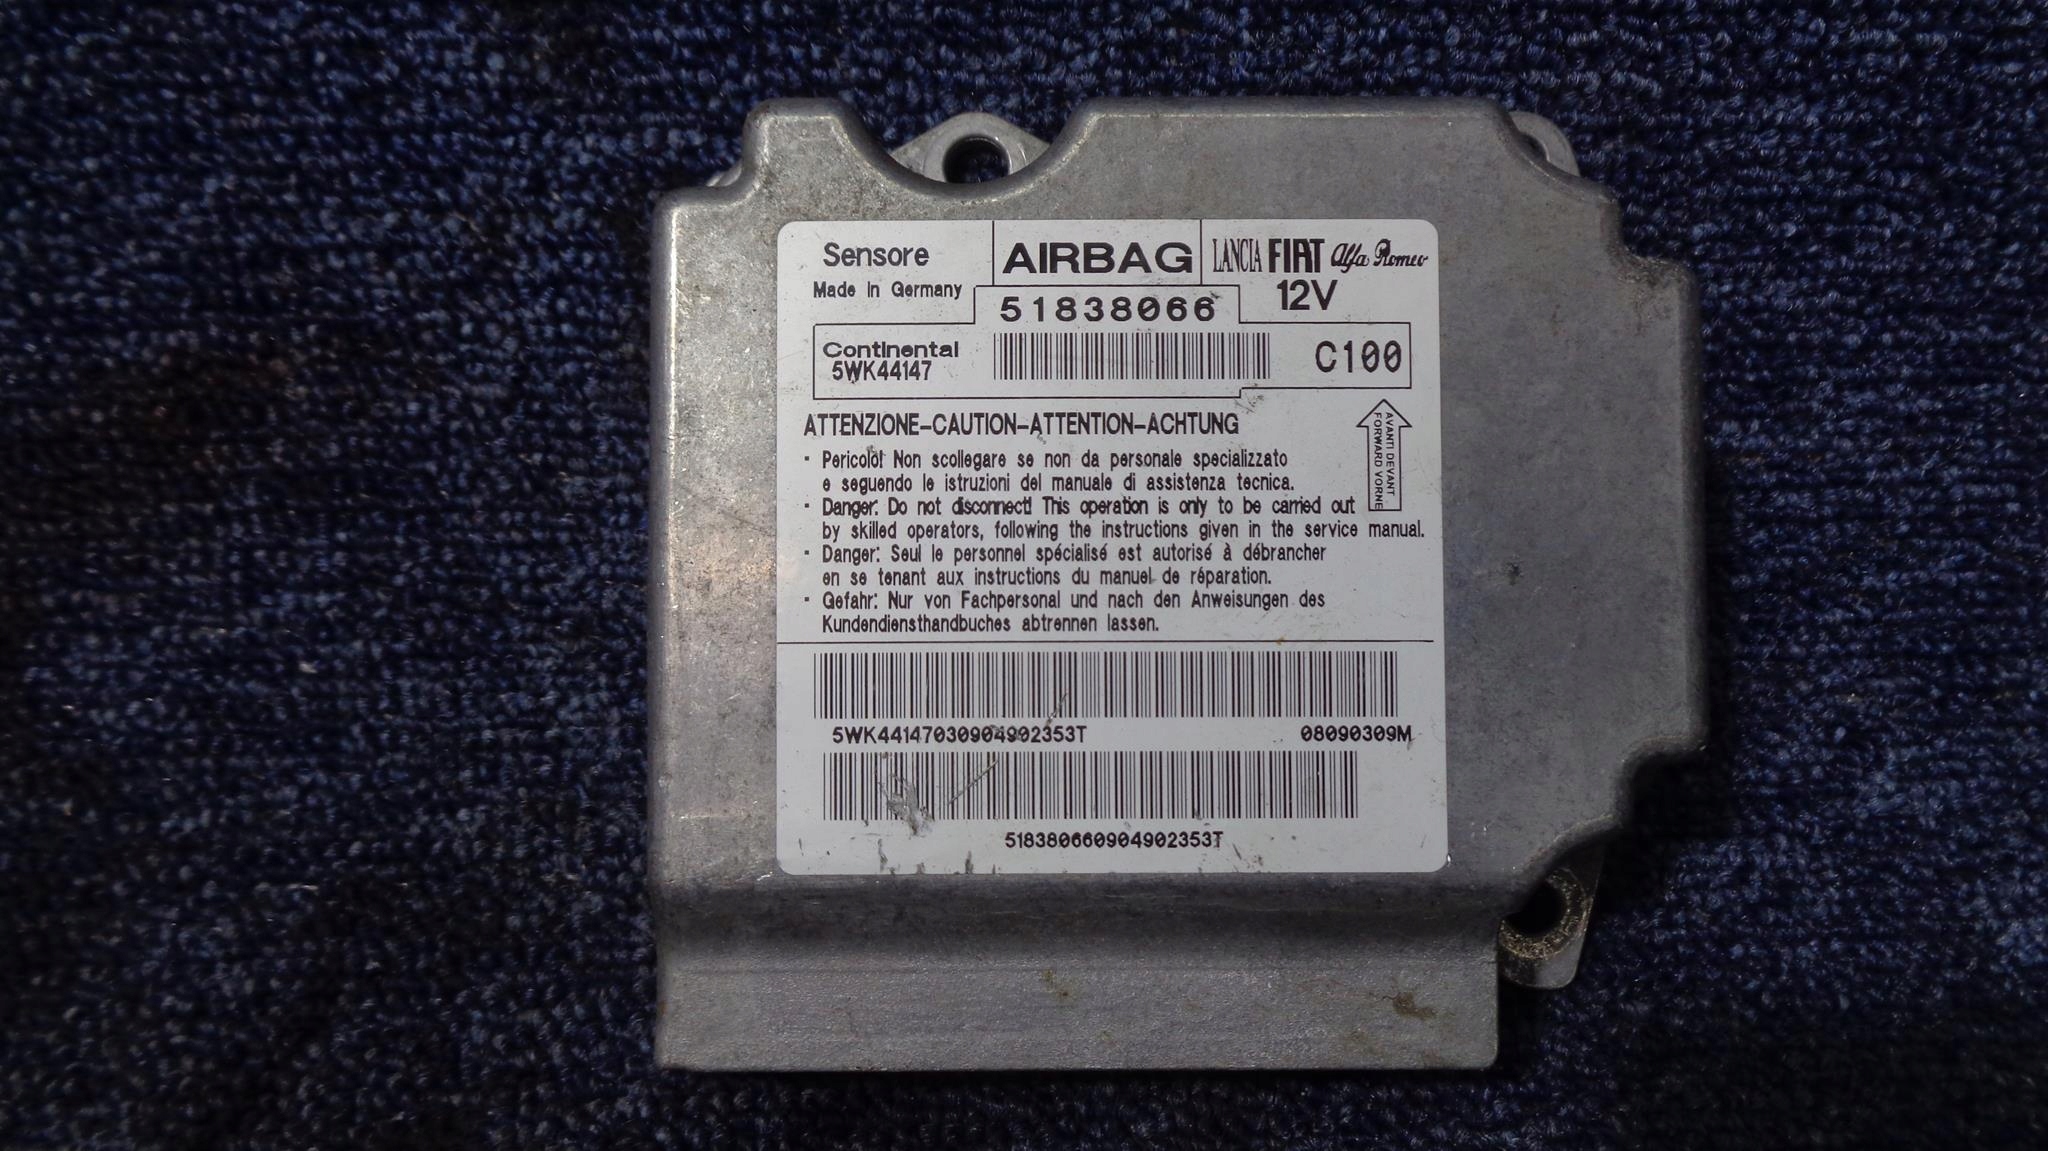 Sensore AIRBAG LANCIA FIAT Alfa Romeo
Made in Germany 51838066 12V
Continental
5WK44147
C100
ATTENZIONE-CAUTION-ATTENTION-ACHTUNG
AVANTI DEVANT
FORWARD VORNE
· Pericolo! Non scollegare se non da personale specializzato
e seguendo le istruzioni del manuale di assistenza tecnica.
· Danger: Do not disconnect! This operation is only to be carried out
by skilled operators, following the instructions given in the service manual.
· Danger: Seul le personnel spécialisé est autorisé à débrancher
en se tenant aux instructions du manuel de réparation.
· Gefahr: Nur von Fachpersonal und nach den Anweisungen des
Kundendiensthandbuches abtrennen lassen.
5WK44147030904902353T 08090309M
518380660904902353T